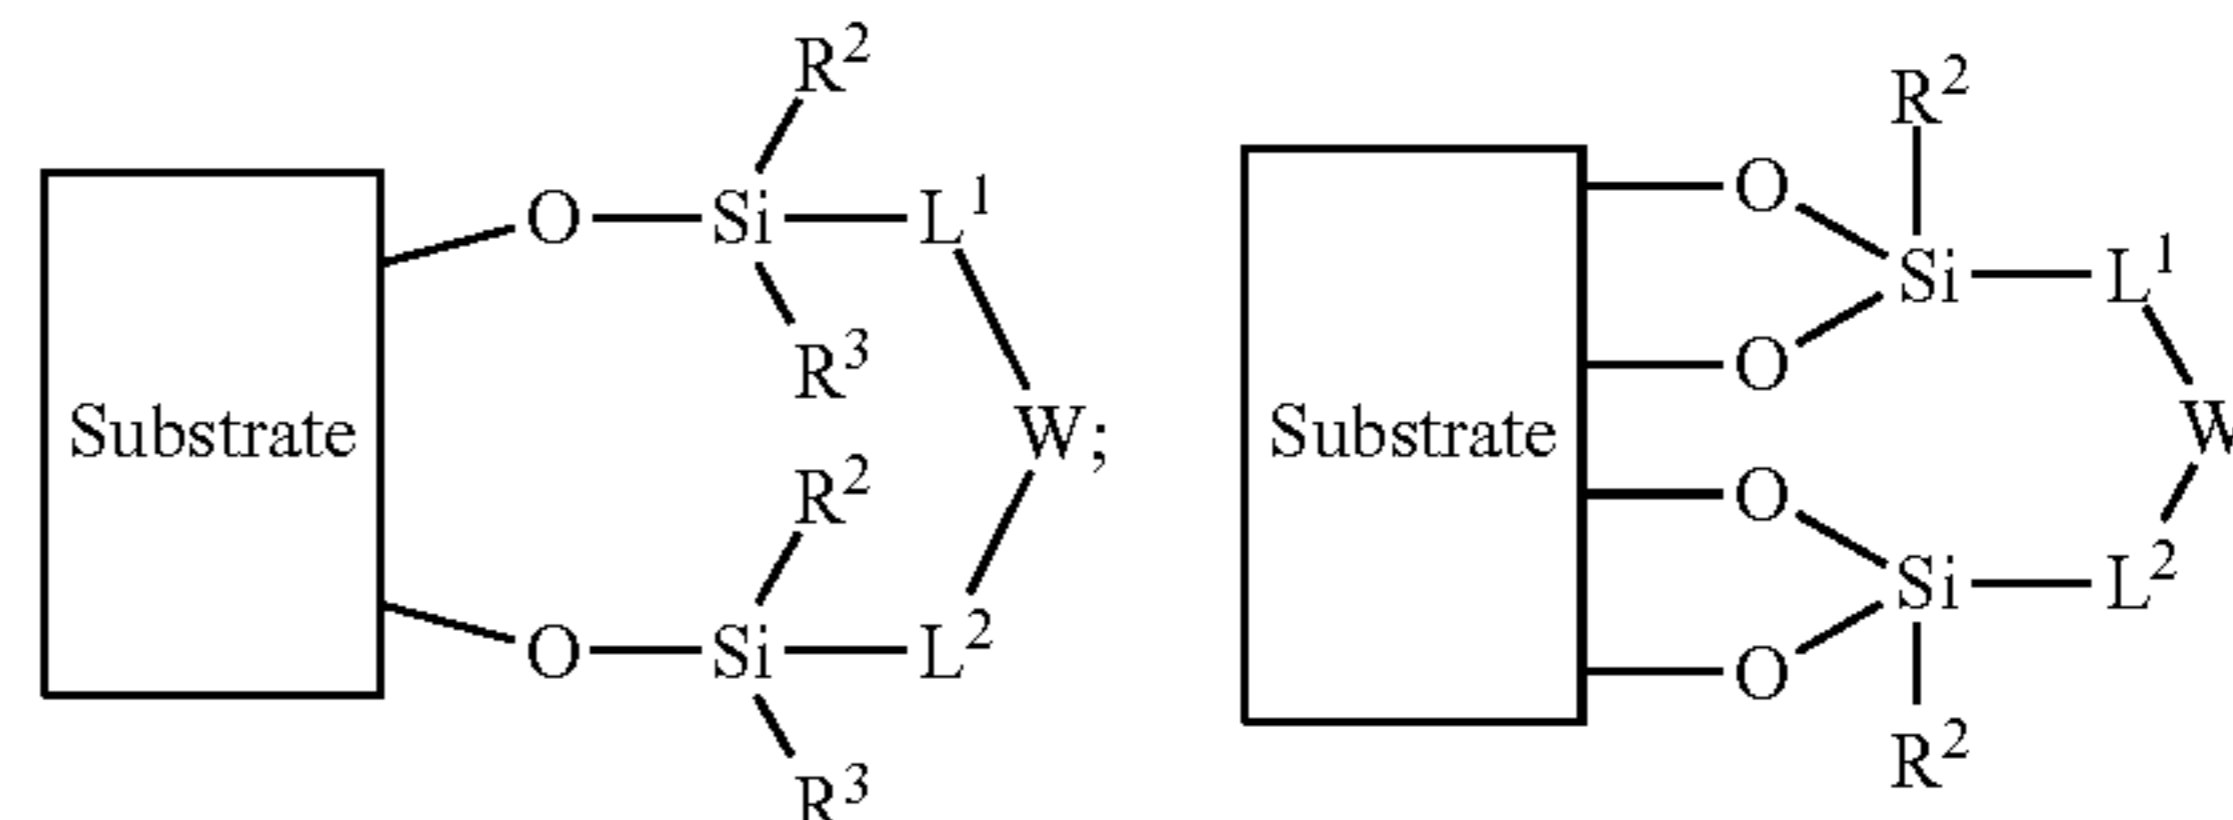 R²
R²
O Si L¹
O Si L¹
R³
O
Substrate W;
Substrate W
R²
O
O Si L²
Si L²
O
R³
R²